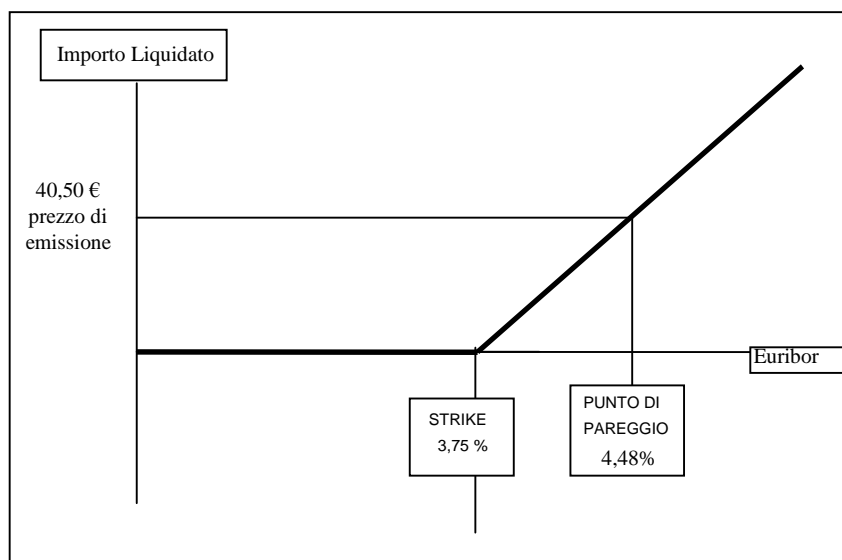 Importo Liquidato
40,50 €
prezzo di
emissione
Euribor
STRIKE
3,75 %
PUNTO DI
PAREGGIO
4,48%